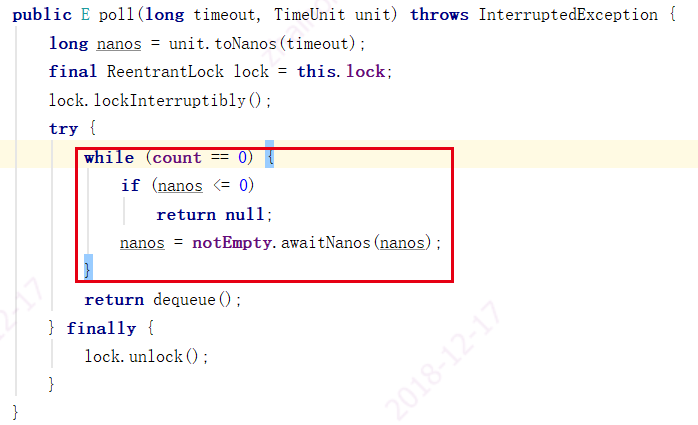 public E poll(long timeout, TimeUnit unit) throws InterruptedException {
    long nanos = unit.toNanos(timeout);
    final ReentrantLock lock = this.lock;
    lock.lockInterruptibly();
    try {
        while (count == 0) {
            if (nanos <= 0)
                return null;
            nanos = notEmpty.awaitNanos(nanos);
        }
        return dequeue();
    } finally {
        lock.unlock();
    }
}
2-17
2018-12-17